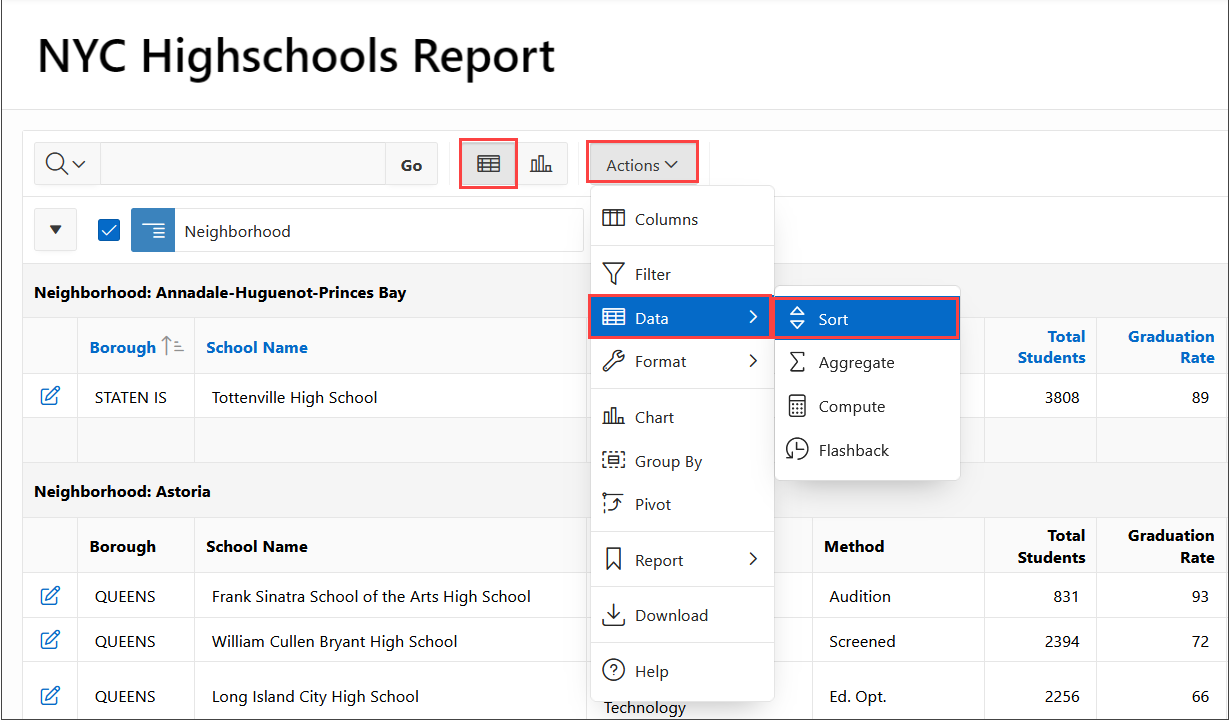 NYC Highschools Report
Go
Actions
Neighborhood
Columns
Filter
Neighborhood: Annadale-Huguenot-Princes Bay
Data
Sort
Borough School Name Total Students Graduation Rate
Format
Aggregate
STATEN IS Tottenville High School 3808 89
Compute
Chart
Flashback
Group By
Neighborhood: Astoria
Pivot
Borough School Name Method Total Students Graduation Rate
Report
QUEENS Frank Sinatra School of the Arts High School Audition 831 93
Download
QUEENS William Cullen Bryant High School Screened 2394 72
Help
QUEENS Long Island City High School Ed. Opt. 2256 66
Technology